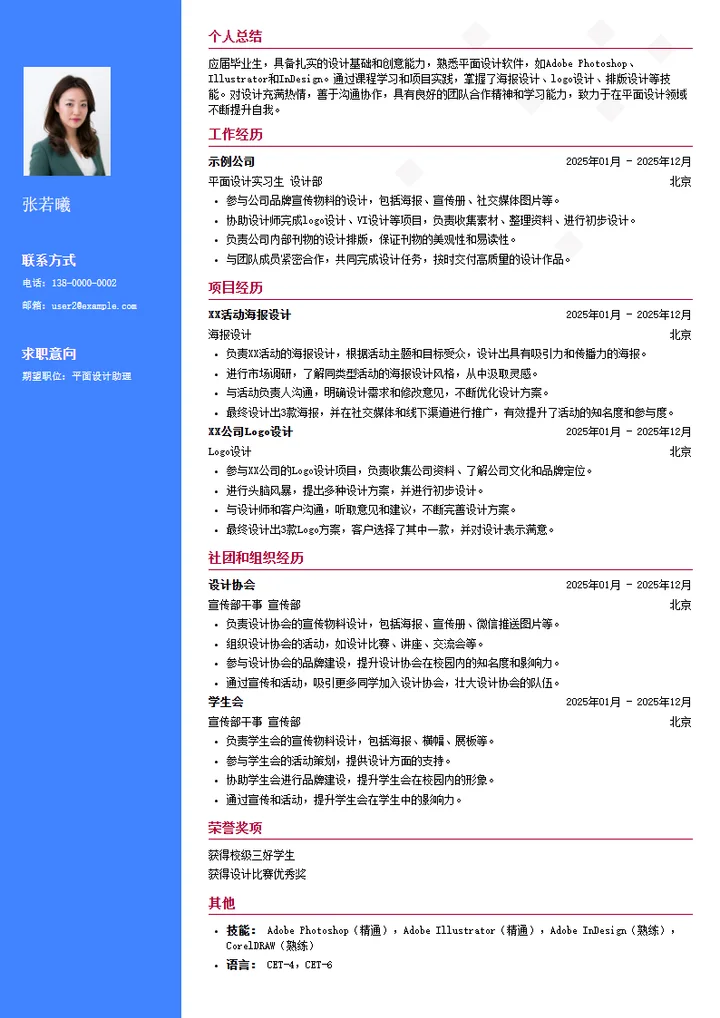 张若曦
联系方式
电话：138-0000-0002
邮箱：user2@example.com
求职意向
期望职位：平面设计助理
个人总结
应届毕业生，具备扎实的设计基础和创意能力，熟悉平面设计软件，如Adobe Photoshop、
Illustrator和InDesign。通过课程学习和项目实践，掌握了海报设计、logo设计、排版设计等技
能。对设计充满热情，善于沟通协作，具有良好的团队合作精神和学习能力，致力于在平面设计领域
不断提升自我。
工作经历
示例公司 2025年01月 - 2025年12月
平面设计实习生 设计部 北京
• 参与公司品牌宣传物料的设计，包括海报、宣传册、社交媒体图片等。
• 协助设计师完成logo设计、VI设计等项目，负责收集素材、整理资料、进行初步设计。
• 负责公司内部刊物的设计排版，保证刊物的美观性和易读性。
• 与团队成员紧密合作，共同完成设计任务，按时交付高质量的设计作品。
项目经历
XX活动海报设计 2025年01月 - 2025年12月
海报设计 北京
• 负责XX活动的海报设计，根据活动主题和目标受众，设计出具有吸引力和传播力的海报。
• 进行市场调研，了解同类型活动的海报设计风格，从中汲取灵感。
• 与活动负责人沟通，明确设计需求和修改意见，不断优化设计方案。
• 最终设计出3款海报，并在社交媒体和线下渠道进行推广，有效提升了活动的知名度和参与度。
XX公司Logo设计 2025年01月 - 2025年12月
Logo设计 北京
• 参与XX公司的Logo设计项目，负责收集公司资料、了解公司文化和品牌定位。
• 进行头脑风暴，提出多种设计方案，并进行初步设计。
• 与设计师和客户沟通，听取意见和建议，不断完善设计方案。
• 最终设计出3款Logo方案，客户选择了其中一款，并对设计表示满意。
社团和组织经历
设计协会 2025年01月 - 2025年12月
宣传部干事 宣传部 北京
• 负责设计协会的宣传物料设计，包括海报、宣传册、微信推送图片等。
• 组织设计协会的活动，如设计比赛、讲座、交流会等。
• 参与设计协会的品牌建设，提升设计协会在校园内的知名度和影响力。
• 通过宣传和活动，吸引更多同学加入设计协会，壮大设计协会的队伍。
学生会 2025年01月 - 2025年12月
宣传部干事 宣传部 北京
• 负责学生会的宣传物料设计，包括海报、横幅、展板等。
• 参与学生会的活动策划，提供设计方面的支持。
• 协助学生会进行品牌建设，提升学生会在校园内的形象。
• 通过宣传和活动，提升学生会在学生中的影响力。
荣誉奖项
获得校级三好学生
获得设计比赛优秀奖
其他
• 技能： Adobe Photoshop（精通），Adobe Illustrator（精通），Adobe InDesign（熟练），
CorelDRAW（熟练）
• 语言： CET-4，CET-6